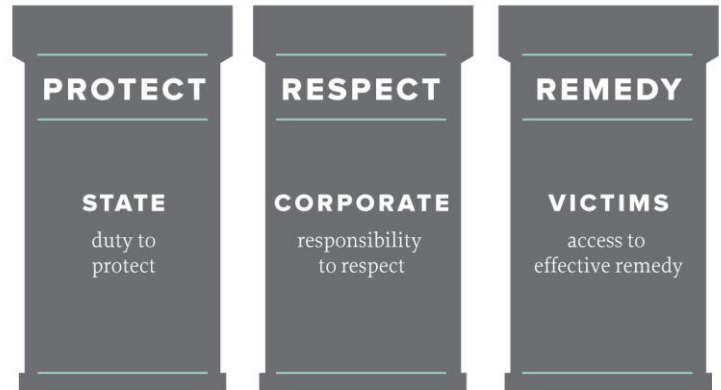 PROTECT
STATE
duty to
protect
RESPECT
CORPORATE
responsibility
to respect
REMEDY
VICTIMS
access to
effective remedy